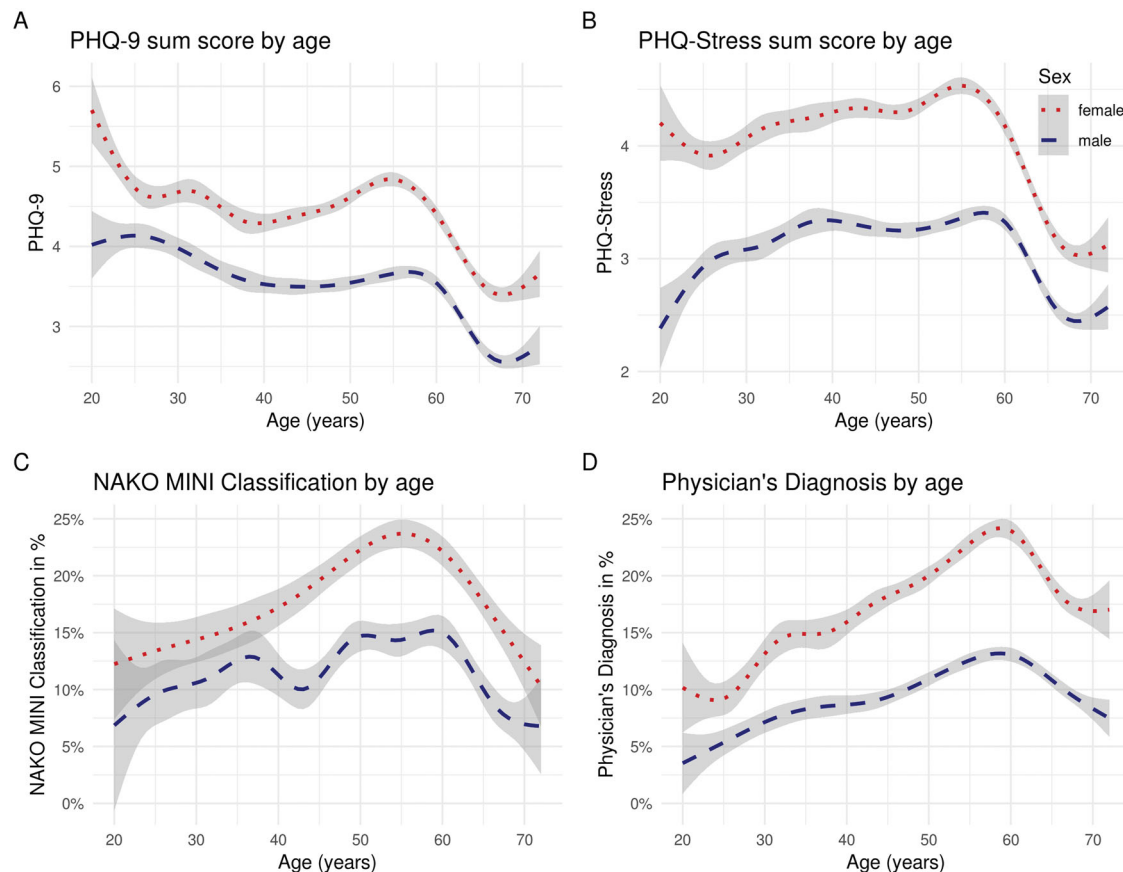 A
PHQ-9 sum score by age
PHQ-9
6
5
4
3
20 30 40 50 60 70
Age (years)
B
PHQ-Stress sum score by age
PHQ-Stress
4
3
2
20 30 40 50 60 70
Age (years)
Sex
female
male
C
NAKO MINI Classification by age
NAKO MINI Classification in %
25%
20%
15%
10%
5%
0%
20 30 40 50 60 70
Age (years)
D
Physician's Diagnosis by age
Physician's Diagnosis in %
25%
20%
15%
10%
5%
0%
20 30 40 50 60 70
Age (years)